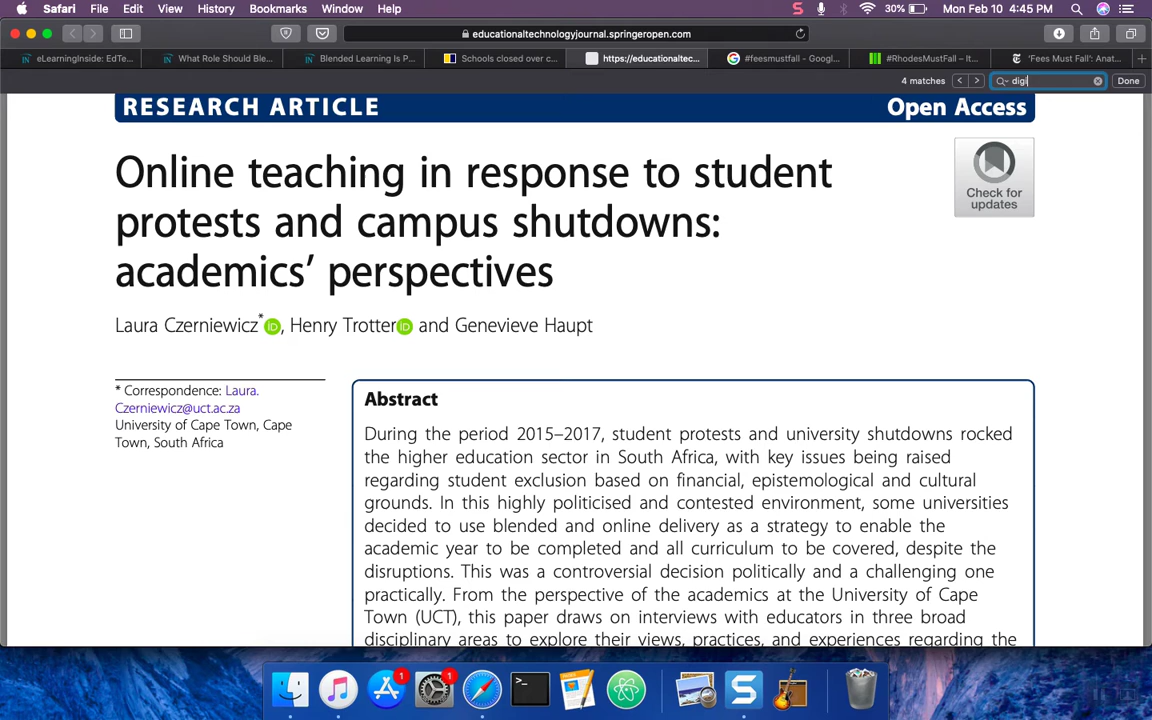 Safari File Edit View History Bookmarks Window Help 30% Mon Feb 10 4:45 PM
educationaltechnologyjournal.springeropen.com
eLearningInside: EdTe... What Role Should Ble... Blended Learning Is P... Schools closed over c... https://educationaltec... #feesmustfall - Googl... #RhodesMustFall – It... 'Fees Must Fall': Anat...
4 matches digi Done
RESEARCH ARTICLE Open Access
Online teaching in response to student
protests and campus shutdowns:
academics' perspectives
Check for
updates
Laura Czerniewicz* iD, Henry Trotter iD and Genevieve Haupt
* Correspondence: Laura.
Czerniewicz@uct.ac.za
University of Cape Town, Cape
Town, South Africa
Abstract
During the period 2015–2017, student protests and university shutdowns rocked
the higher education sector in South Africa, with key issues being raised
regarding student exclusion based on financial, epistemological and cultural
grounds. In this highly politicised and contested environment, some universities
decided to use blended and online delivery as a strategy to enable the
academic year to be completed and all curriculum to be covered, despite the
disruptions. This was a controversial decision politically and a challenging one
practically. From the perspective of the academics at the University of Cape
Town (UCT), this paper draws on interviews with educators in three broad
disciplinary areas to explore their views, practices, and experiences regarding the
1 1